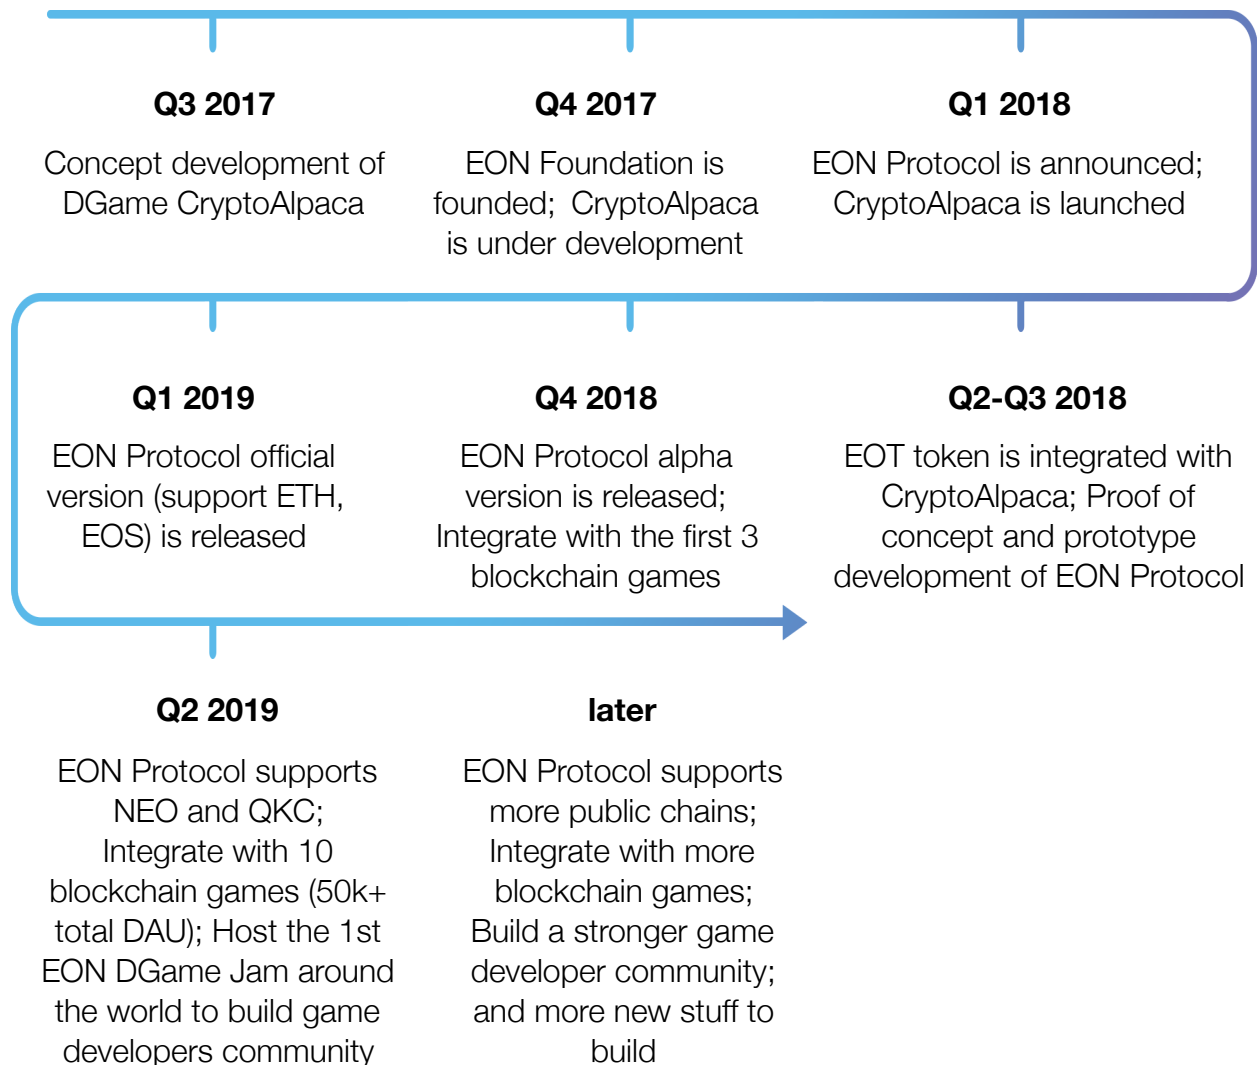 Q3 2017
Concept development of
DGame CryptoAlpaca
Q4 2017
EON Foundation is
founded; CryptoAlpaca
is under development
Q1 2018
EON Protocol is announced;
CryptoAlpaca is launched
Q2-Q3 2018
EOT token is integrated with
CryptoAlpaca; Proof of
concept and prototype
development of EON Protocol
Q4 2018
EON Protocol alpha
version is released;
Integrate with the first 3
blockchain games
Q1 2019
EON Protocol official
version (support ETH,
EOS) is released
Q2 2019
EON Protocol supports
NEO and QKC;
Integrate with 10
blockchain games (50k+
total DAU); Host the 1st
EON DGame Jam around
the world to build game
developers community
later
EON Protocol supports
more public chains;
Integrate with more
blockchain games;
Build a stronger game
developer community;
and more new stuff to
build